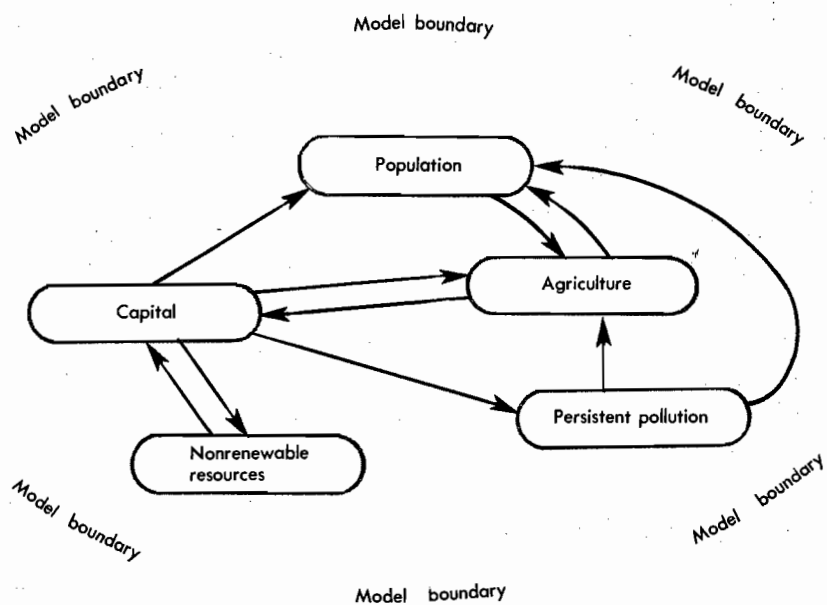 Model boundary
Model boundary
Model boundary
Population
Agriculture
Capital
Persistent pollution
Nonrenewable
resources
Model boundary
Model boundary
Model boundary